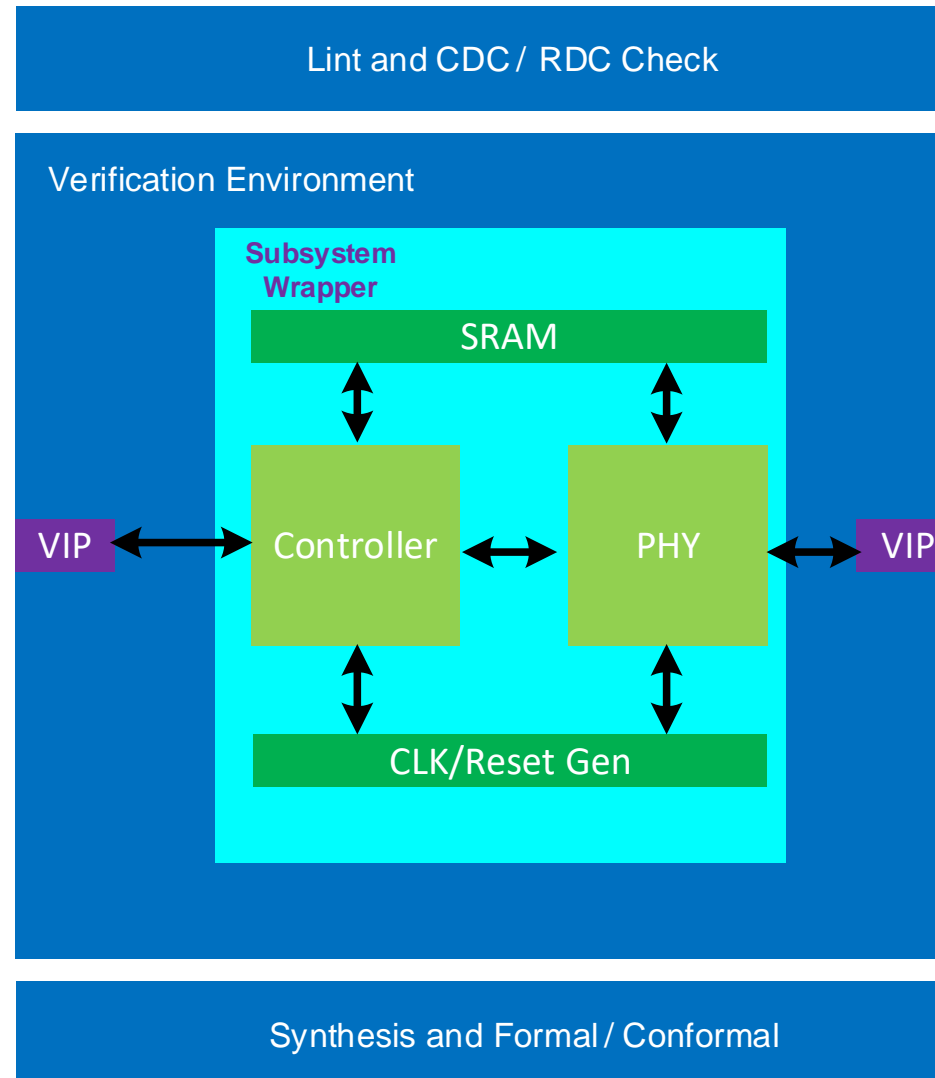 Lint and CDC / RDC Check
Verification Environment
Subsystem
Wrapper
SRAM
VIP
Controller
PHY
VIP
CLK/Reset Gen
Synthesis and Formal / Conformal